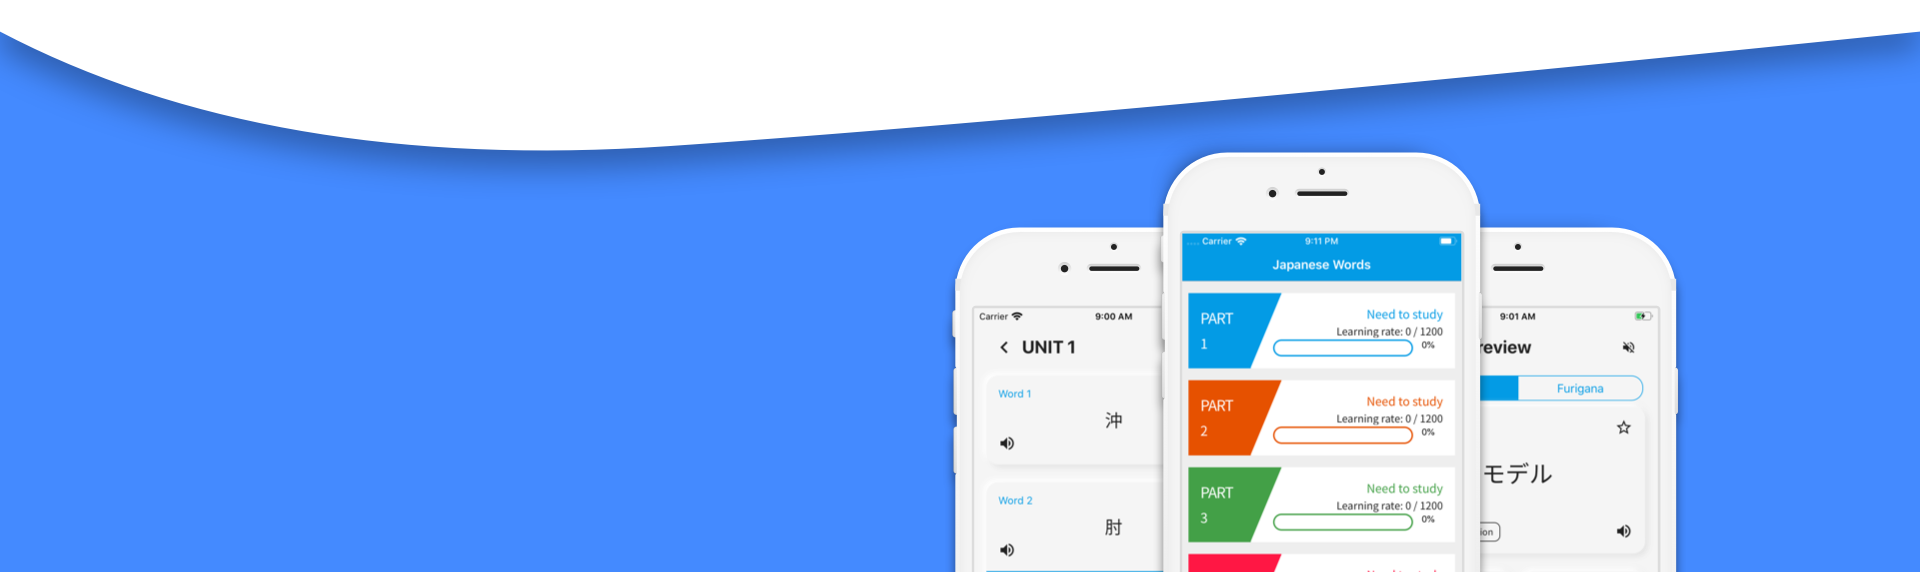 Carrier
9:00 AM
UNIT 1
Word 1
沖
Word 2
肘
Carrier
9:11 PM
Japanese Words
PART
1
Need to study
Learning rate: 0 / 1200
0%
PART
2
Need to study
Learning rate: 0 / 1200
0%
PART
3
Need to study
Learning rate: 0 / 1200
0%
9:01 AM
review
Furigana
モデル
ion